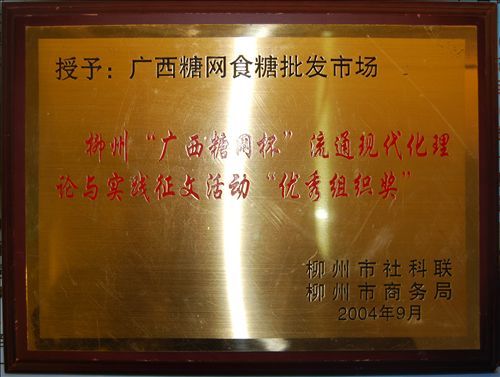 授予：广西糖网食糖批发市场
柳州“广西糖网杯”流通现代化理
论与实践征文活动“优秀组织奖”
柳州市社科联
柳州市商务局
2004年9月